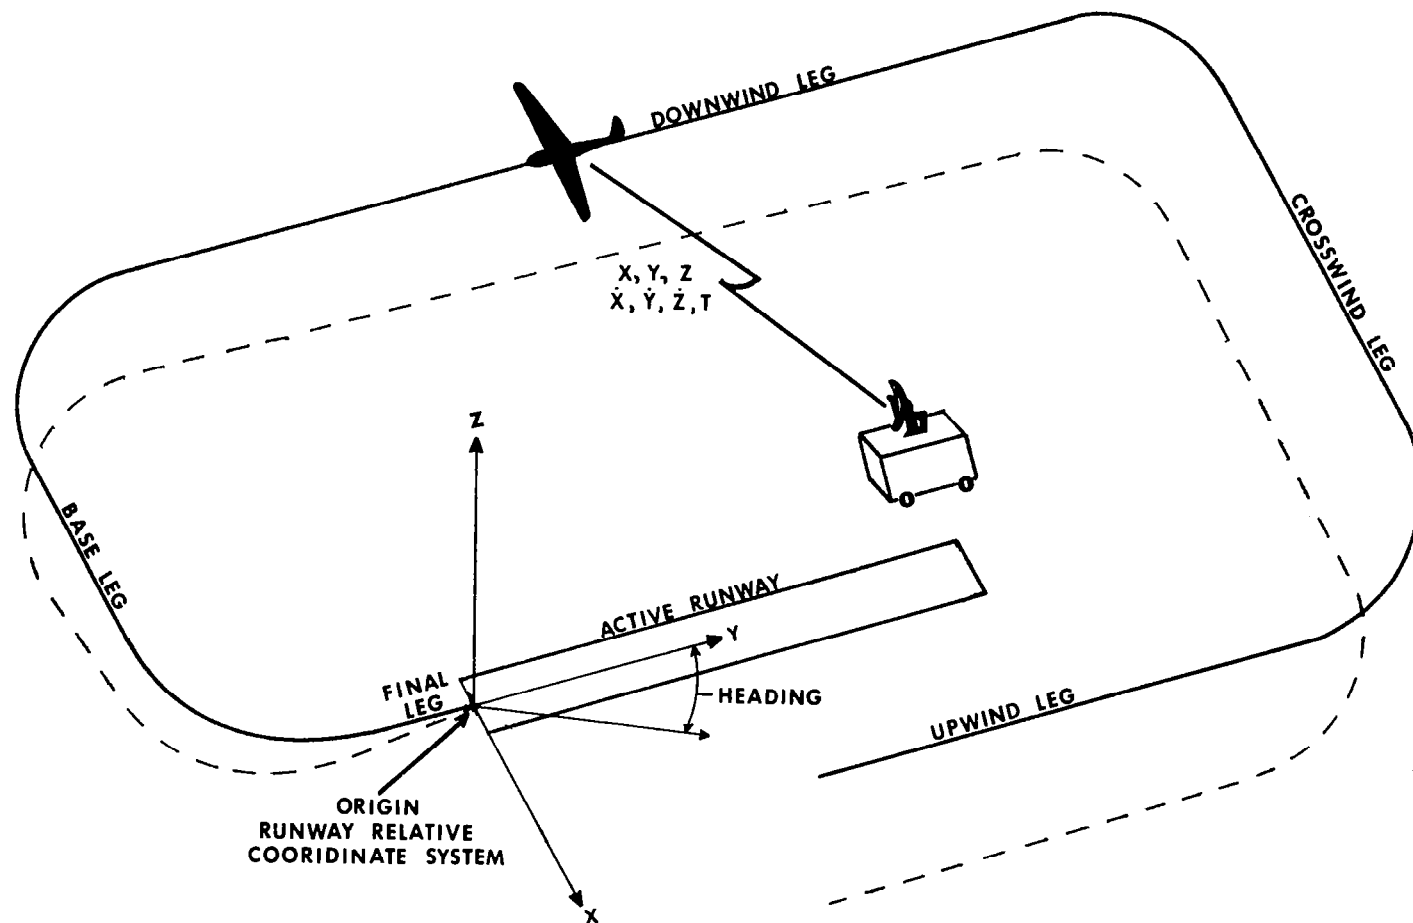 DOWNWIND LEG
CROSSWIND LEG
X, Y, Z
Ẋ, Ẏ, Ż, T
Z
BASE LEG
ACTIVE RUNWAY
Y
FINAL
LEG
HEADING
UPWIND LEG
ORIGIN
RUNWAY RELATIVE
COORIDINATE SYSTEM
X